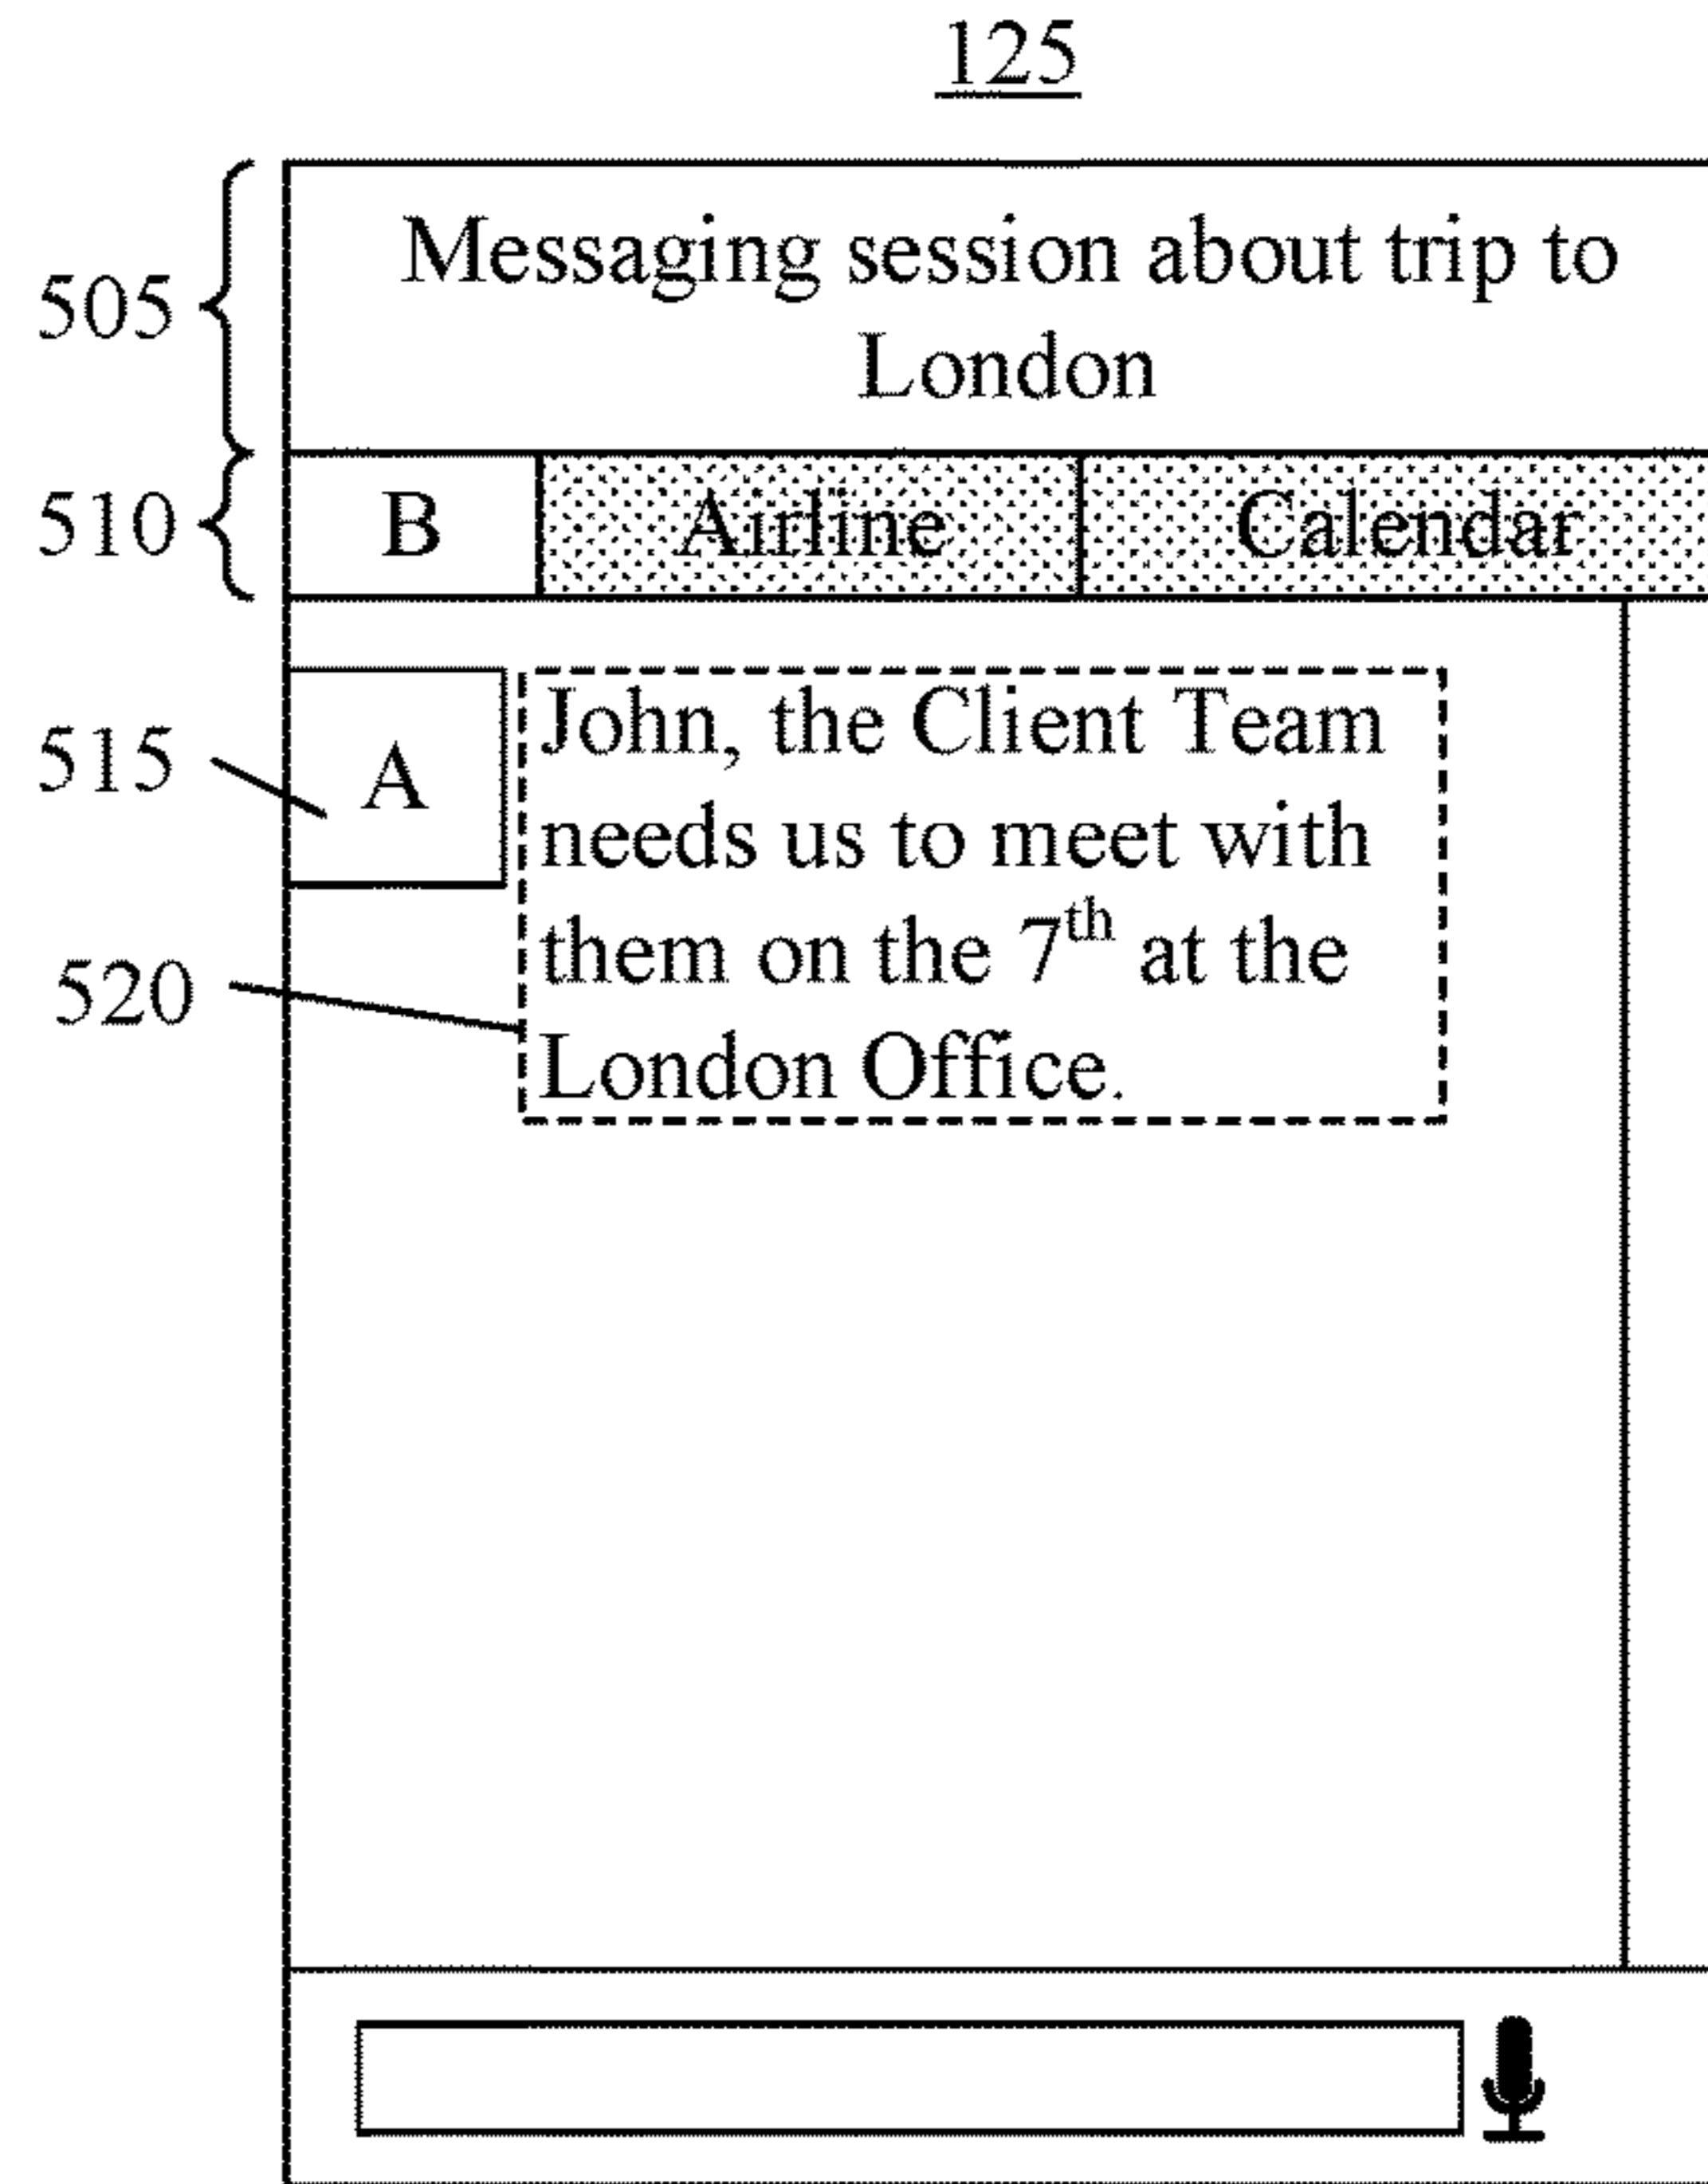 125
505
Messaging session about trip to
London
510
B Airline Calendar
515
A
John, the Client Team
needs us to meet with
them on the 7th at the
London Office.
520